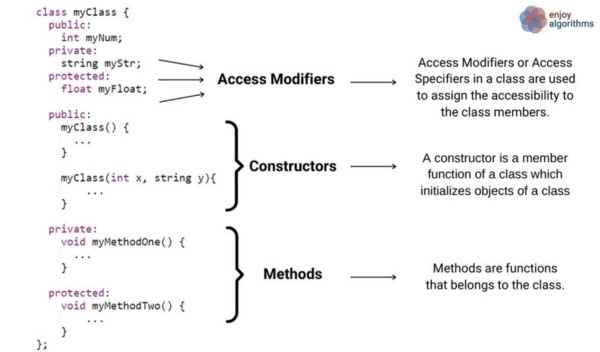 enjoy
algorithms
class myClass {
public:
int myNum;
private:
string myStr;
protected:
float myFloat;
Access Modifiers
Access Modifiers or Access
Specifiers in a class are used
to assign the accessibility to
the class members.
public:
myClass() {
...
}
myClass(int x, string y){
...
}
Constructors
A constructor is a member
function of a class which
initializes objects of a class
private:
void myMethodOne() {
...
}
protected:
void myMethodTwo() {
...
}
};
Methods
Methods are functions
that belongs to the class.